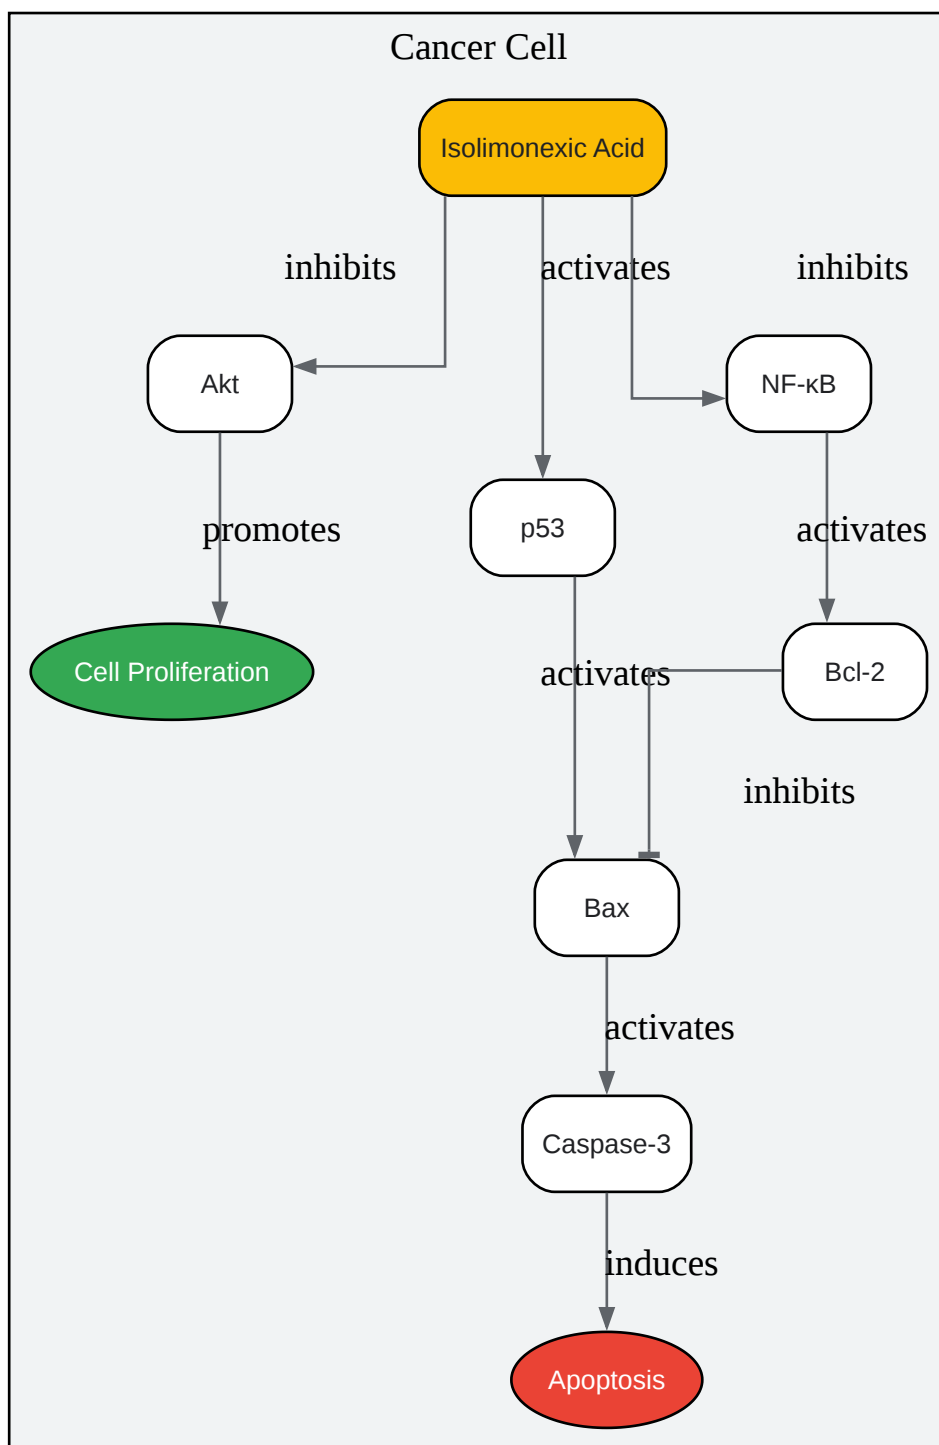 Cancer Cell
Isolimonexic Acid
inhibits
activates
inhibits
Akt
NF-κB
promotes
p53
activates
Cell Proliferation
activates
Bcl-2
inhibits
Bax
activates
Caspase-3
induces
Apoptosis